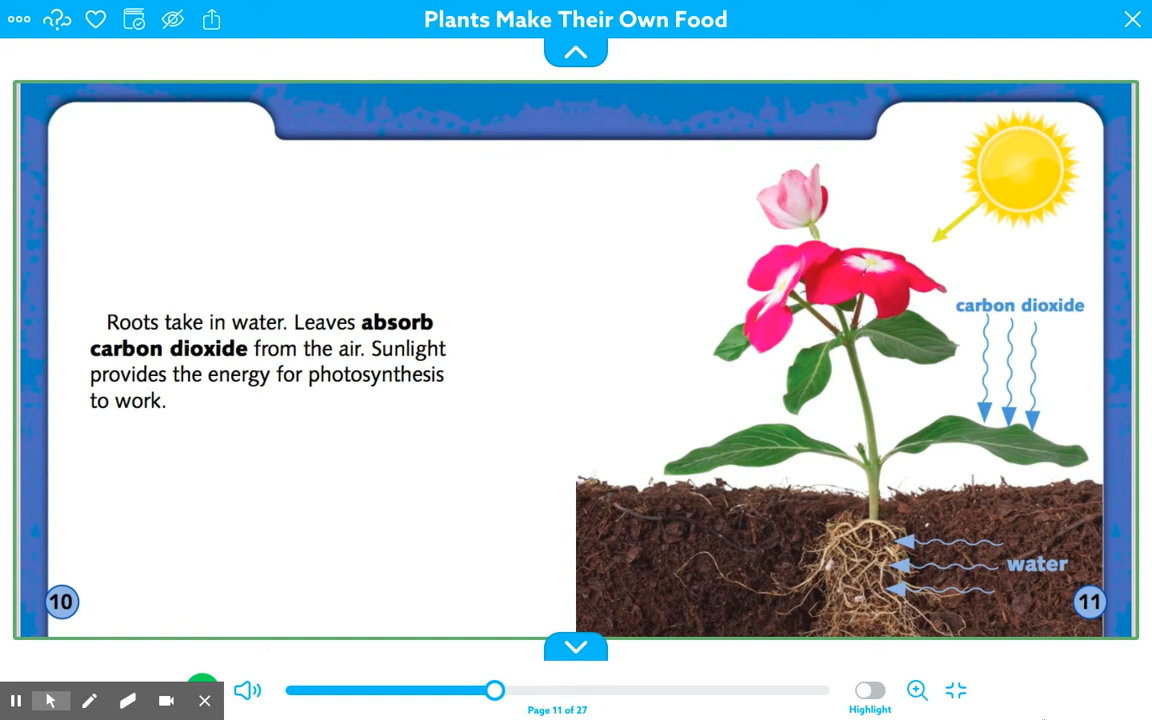 Plants Make Their Own Food
Roots take in water. Leaves absorb
carbon dioxide from the air. Sunlight
provides the energy for photosynthesis
to work.
carbon dioxide
water
10
11
Page 11 of 27
Highlight